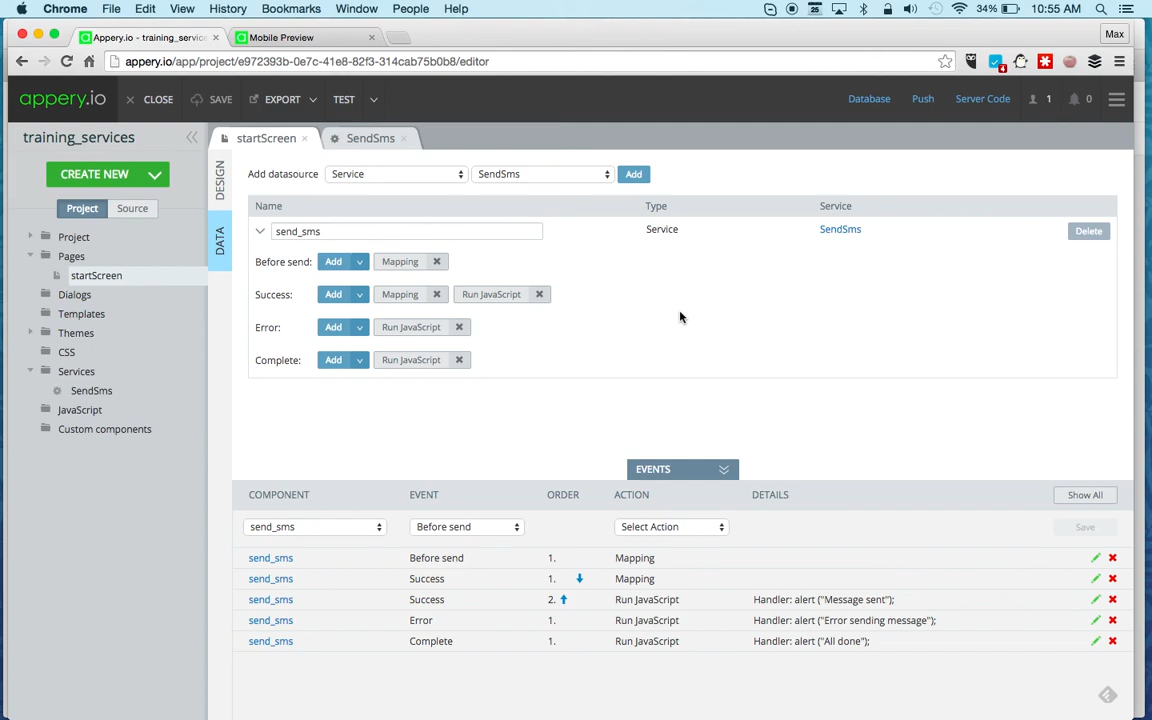 Chrome File Edit View History Bookmarks Window People Help 25 34% 10:55 AM
Appery.io - training_service Mobile Preview Max
appery.io/app/project/e972393b-0e7c-41e8-82f3-314cab75b0b8/editor 4
appery.io CLOSE SAVE EXPORT TEST Database Push Server Code 1 0
training_services startScreen SendSms
CREATE NEW
Project Source
Project
Pages
startScreen
Dialogs
Templates
Themes
CSS
Services
SendSms
JavaScript
Custom components
DESIGN
DATA
Add datasource Service SendSms Add
Name Type Service
send_sms Service SendSms Delete
Before send: Add Mapping
Success: Add Mapping Run JavaScript
Error: Add Run JavaScript
Complete: Add Run JavaScript
EVENTS
COMPONENT EVENT ORDER ACTION DETAILS Show All
send_sms Before send Select Action Save
send_sms Before send 1. Mapping
send_sms Success 1. Mapping
send_sms Success 2. Run JavaScript Handler: alert ("Message sent");
send_sms Error 1. Run JavaScript Handler: alert ("Error sending message");
send_sms Complete 1. Run JavaScript Handler: alert ("All done");